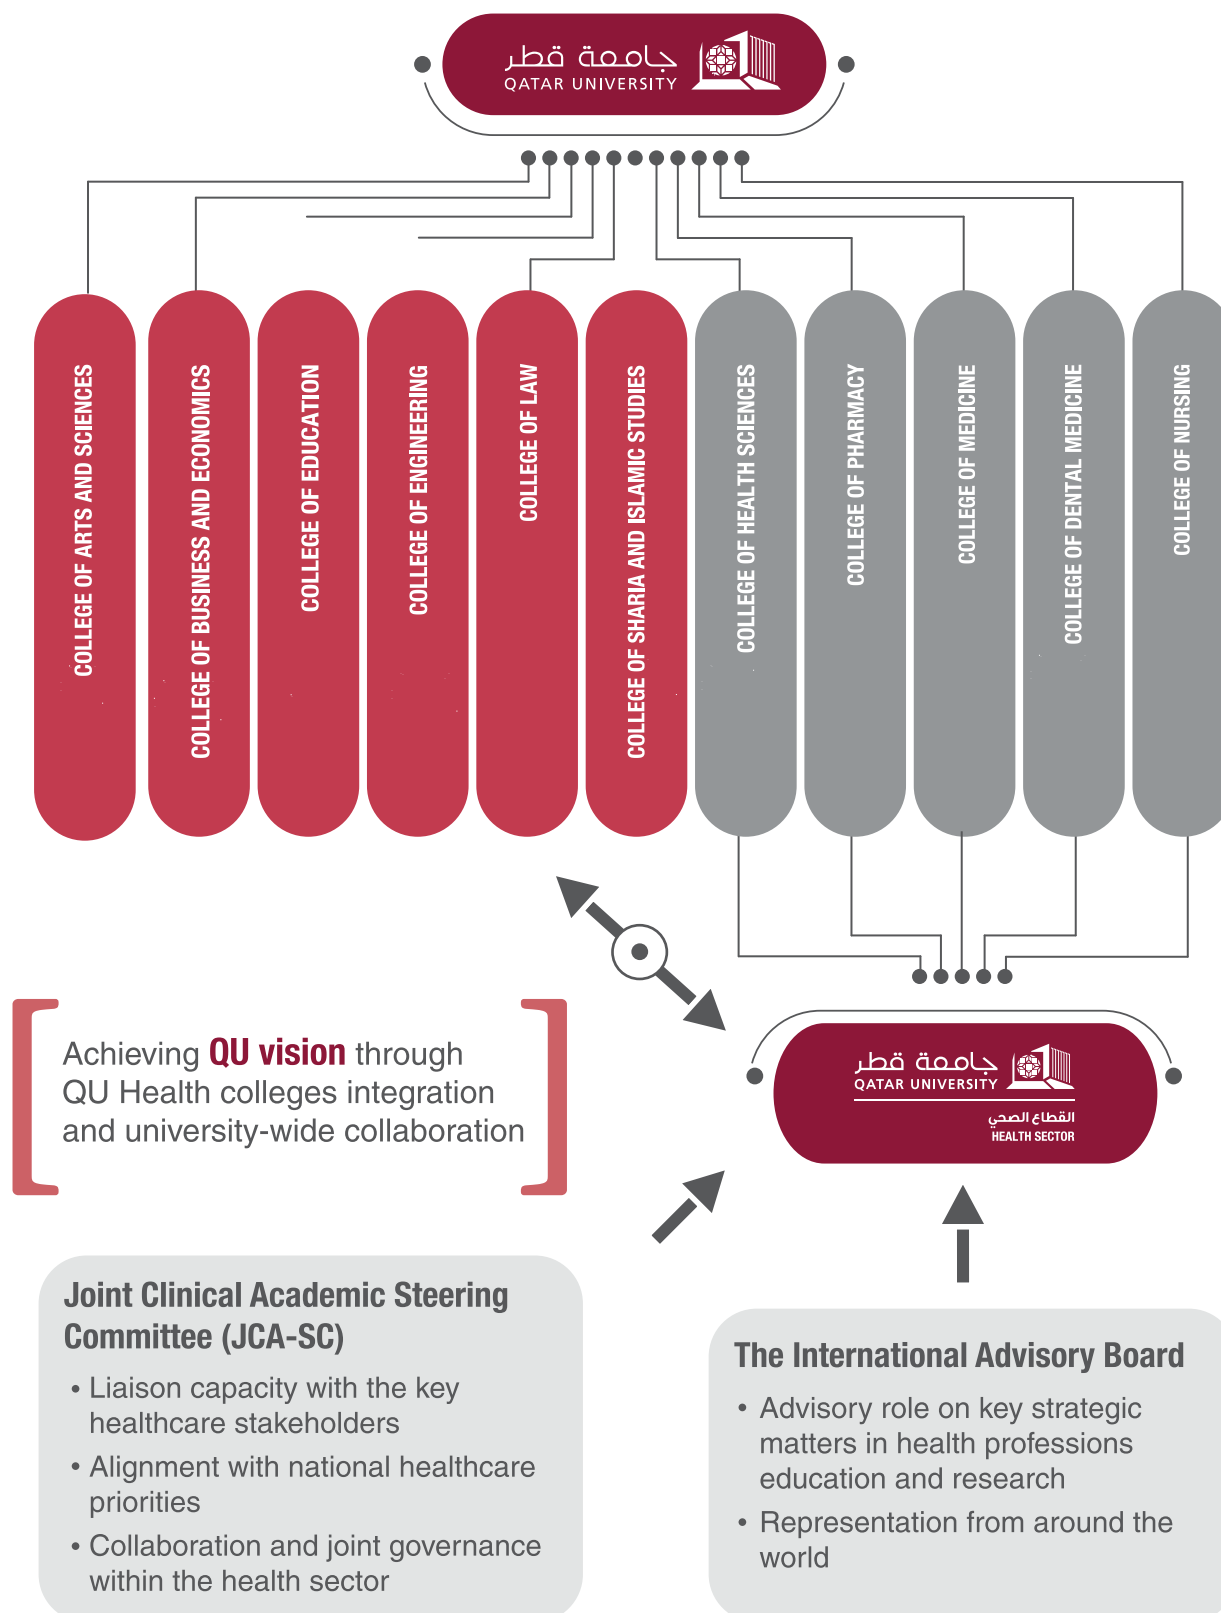 جامعة قطر
QATAR UNIVERSITY
COLLEGE OF ARTS AND SCIENCES
COLLEGE OF BUSINESS AND ECONOMICS
COLLEGE OF EDUCATION
COLLEGE OF ENGINEERING
COLLEGE OF LAW
COLLEGE OF SHARIA AND ISLAMIC STUDIES
COLLEGE OF HEALTH SCIENCES
COLLEGE OF PHARMACY
COLLEGE OF MEDICINE
COLLEGE OF DENTAL MEDICINE
COLLEGE OF NURSING
Achieving QU vision through
QU Health colleges integration
and university-wide collaboration
جامعة قطر
QATAR UNIVERSITY
القطاع الصحي
HEALTH SECTOR
Joint Clinical Academic Steering
Committee (JCA-SC)
• Liaison capacity with the key
healthcare stakeholders
• Alignment with national healthcare
priorities
• Collaboration and joint governance
within the health sector
The International Advisory Board
• Advisory role on key strategic
matters in health professions
education and research
• Representation from around the
world